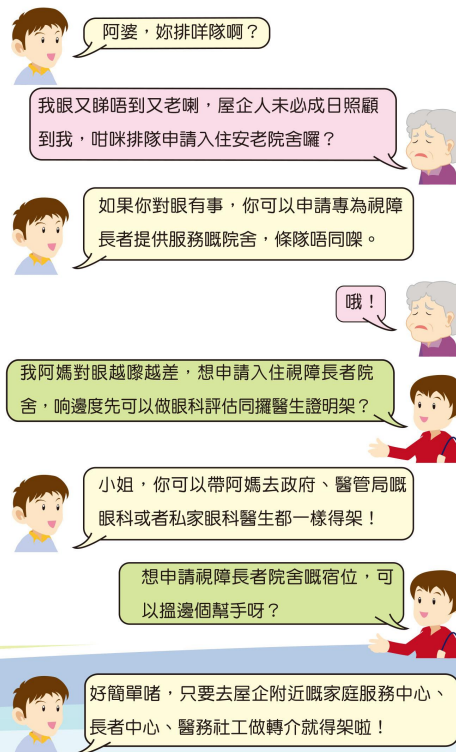 阿婆，妳排咩隊啊？
我眼又睇唔到又老喇，屋企人未必成日照顧
到我，咁咪排隊申請入住安老院舍囉？
如果你對眼有事，你可以申請專為視障
長者提供服務嘅院舍，條隊唔同㗎。
哦！
我阿媽對眼越嚟越差，想申請入住視障長者院
舍，响邊度先可以做眼科評估同攞醫生證明架？
小姐，你可以帶阿媽去政府、醫管局嘅
眼科或者私家眼科醫生都一樣得架！
想申請視障長者院舍嘅宿位，可
以搵邊個幫手呀？
好簡單啫，只要去屋企附近嘅家庭服務中心、
長者中心、醫務社工做轉介就得架啦！